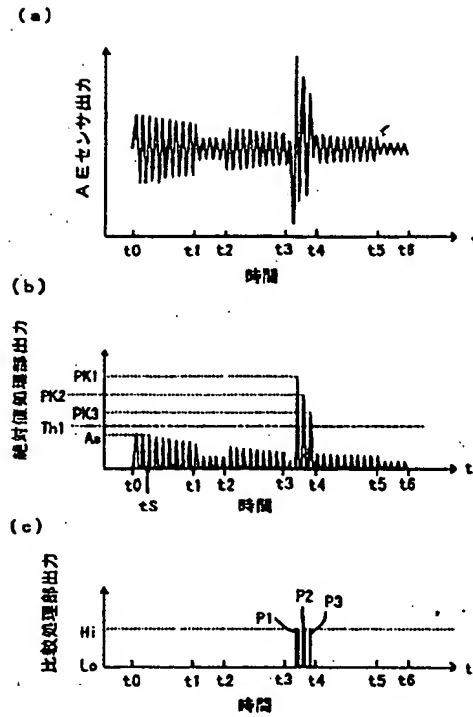 (a)
AEセンサ出力
t0 t1 t2 t3 t4 t5 t6
時間
t
(b)
絶対値処理部出力
PK1
PK2
PK3
Th1
As
t0 t1 t2 t3 t4 t5 t6
tS
時間
t
(c)
比較処理部出力
P1 P2 P3
Hi
Lo
t0 t1 t2 t3 t4 t5 t6
時間
t